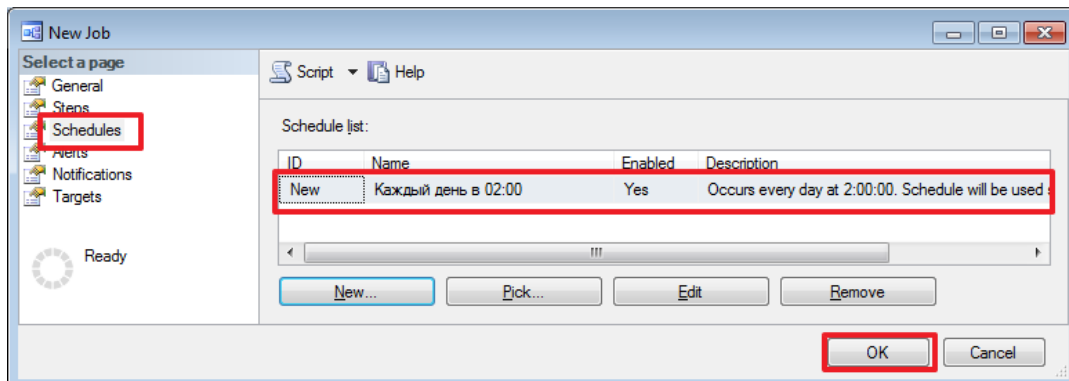 New Job
Select a page
General
Steps
Schedules
Alerts
Notifications
Targets
Ready
Script Help
Schedule list:
ID Name Enabled Description
New Каждый день в 02:00 Yes Occurs every day at 2:00:00. Schedule will be used
New... Pick... Edit Remove
OK Cancel